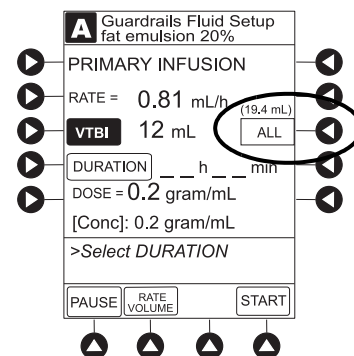 A Guardrails Fluid Setup
fat emulsion 20%
PRIMARY INFUSION
RATE = 0.81 mL/h
(19.4 mL)
VTBI 12 mL ALL
DURATION _ _ h _ _ min
DOSE = 0.2 gram/mL
[Conc]: 0.2 gram/mL
>Select DURATION
PAUSE RATE VOLUME START